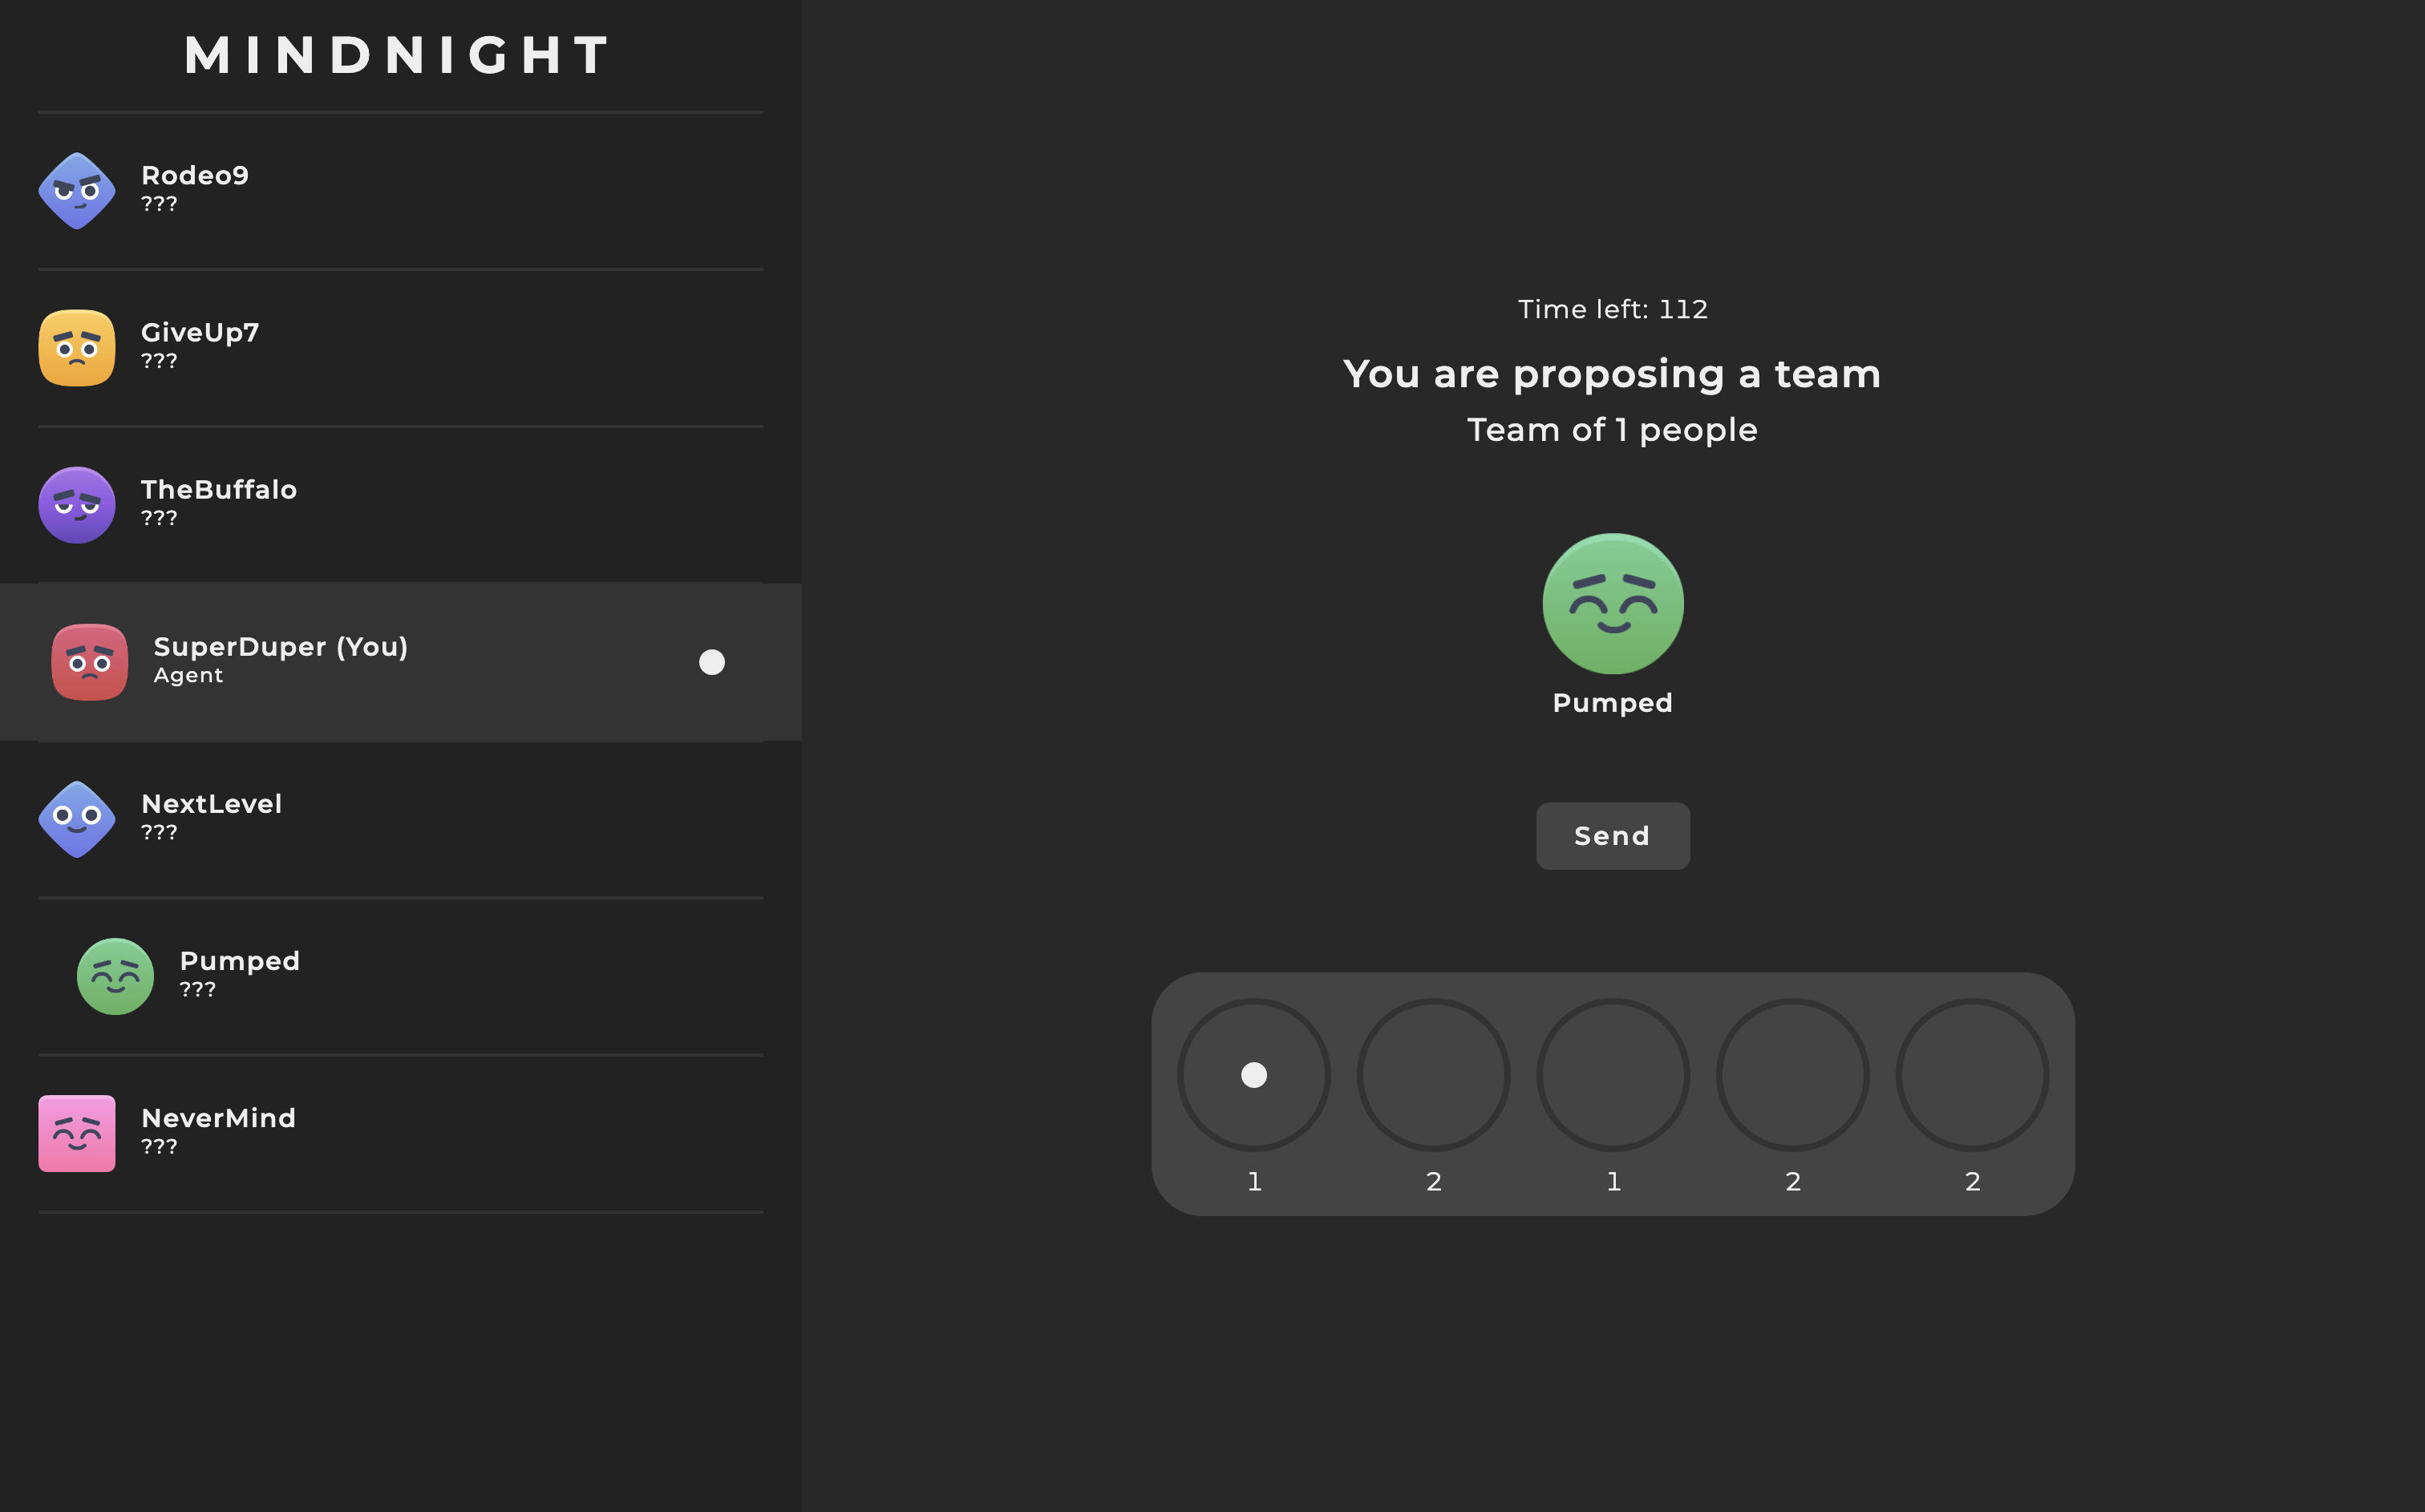 MINDNIGHT
Rodeo9
???
GiveUp7
???
TheBuffalo
???
SuperDuper (You)
Agent
NextLevel
???
Pumped
???
NeverMind
???
Time left: 112
You are proposing a team
Team of 1 people
Pumped
Send
1 2 1 2 2